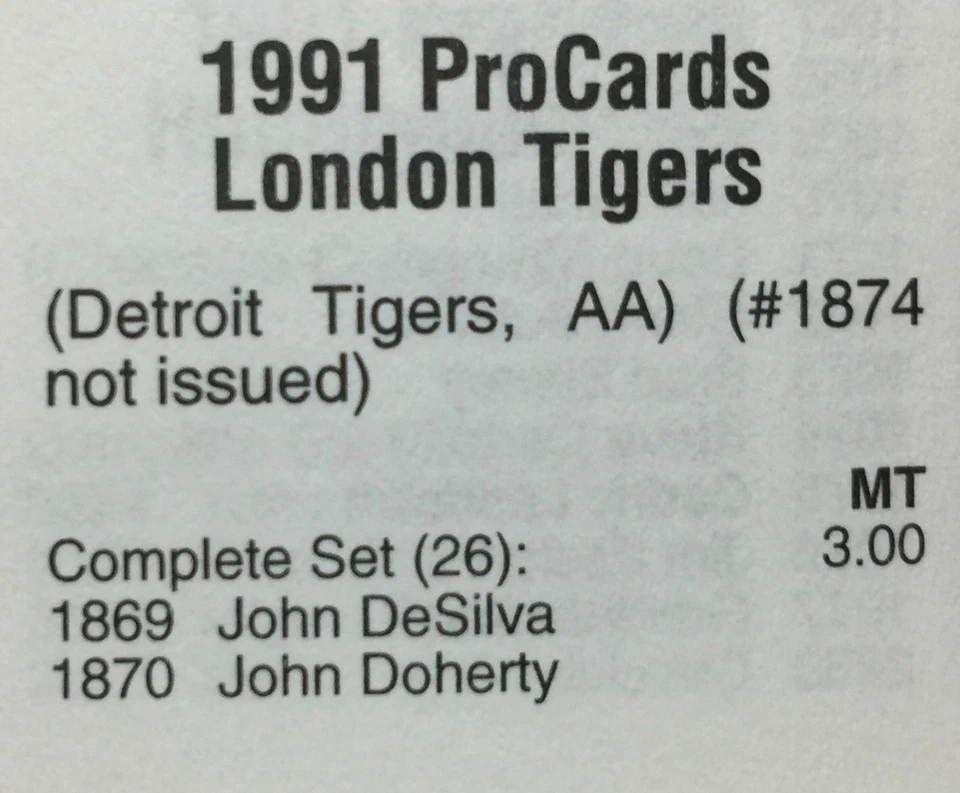 1991 ProCards
London Tigers
(Detroit Tigers, AA) (#1874
not issued)
MT
Complete Set (26): 3.00
1869 John DeSilva
1870 John Doherty